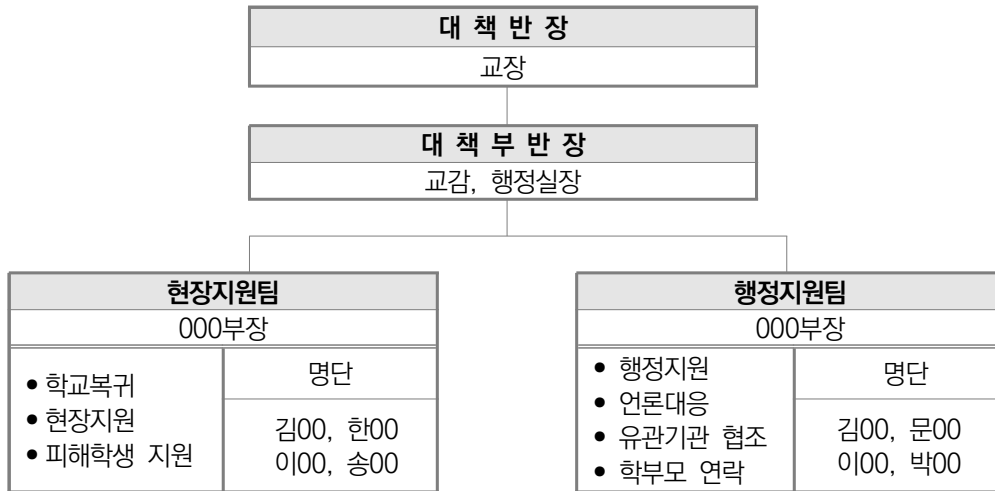 대 책 반 장
교장
대 책 부 반 장
교감, 행정실장
현장지원팀
000부장
• 학교복귀
• 현장지원
• 피해학생 지원
명단
김00, 한00
이00, 송00
행정지원팀
000부장
• 행정지원
• 언론대응
• 유관기관 협조
• 학부모 연락
명단
김00, 문00
이00, 박00